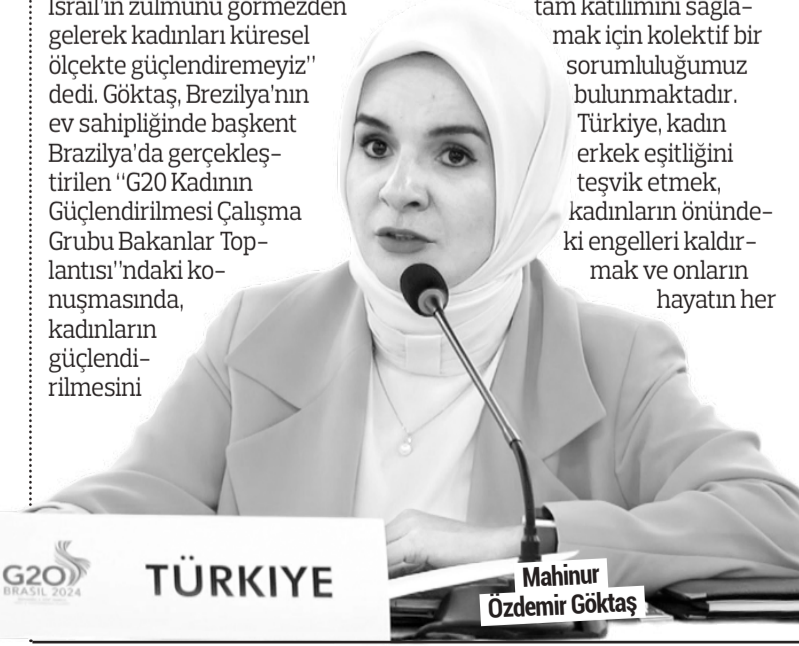 İsrail'in zulmünü görmezden
gelerek kadınları küresel
ölçekte güçlendiremeyiz”
dedi. Göktaş, Brezilya'nın
ev sahipliğinde başkent
Brazilya'da gerçekleş-
tirilen “G20 Kadının
Güçlendirilmesi Çalışma
Grubu Bakanlar Top-
lantısı”ndaki ko-
nuşmasında,
kadınların
güçlendi-
rilmesini
tam katılımını sağla-
mak için kolektif bir
sorumluluğumuz
bulunmaktadır.
Türkiye, kadın
erkek eşitliğini
teşvik etmek,
kadınların önünde-
ki engelleri kaldır-
mak ve onların
hayatın her
G20
BRASIL 2024
TÜRKIYE
Mahinur
Özdemir Göktaş